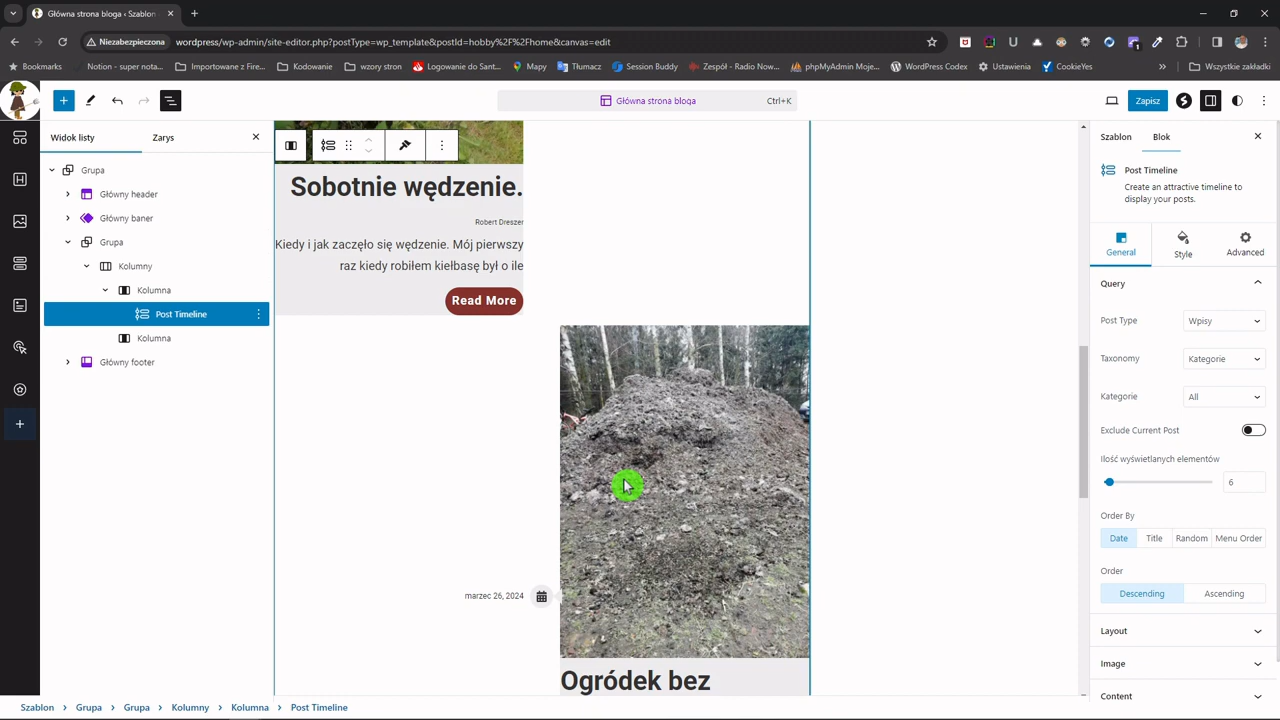 Główna strona bloga ‹ Szablon ‹
Niezabezpieczona
wordpress/wp-admin/site-editor.php?postType=wp_template&postId=hobby%2F%2Fhome&canvas=edit
Bookmarks
Notion - super nota...
Importowane z Fire...
Kodowanie
wzory stron
Logowanie do Sant...
Mapy
Tłumacz
Session Buddy
Zespół - Radio Now...
phpMyAdmin Moje...
WordPress Codex
Ustawienia
CookieYes
Wszystkie zakładki
Główna strona bloga
Ctrl+K
Zapisz
Widok listy
Zarys
Grupa
Główny header
Główny baner
Grupa
Kolumny
Kolumna
Post Timeline
Kolumna
Główny footer
Sobotnie wędzenie.
Robert Dreszer
Kiedy i jak zaczęło się wędzenie. Mój pierwszy
raz kiedy robiłem kiełbasę był o ile
Read More
marzec 26, 2024
Ogródek bez
Szablon
Blok
Post Timeline
Create an attractive timeline to
display your posts.
General
Style
Advanced
Query
Post Type
Wpisy
Taxonomy
Kategorie
Kategorie
All
Exclude Current Post
Ilość wyświetlanych elementów
6
Order By
Date
Title
Random
Menu Order
Order
Descending
Ascending
Layout
Image
Content
Szablon > Grupa > Grupa > Kolumny > Kolumna > Post Timeline